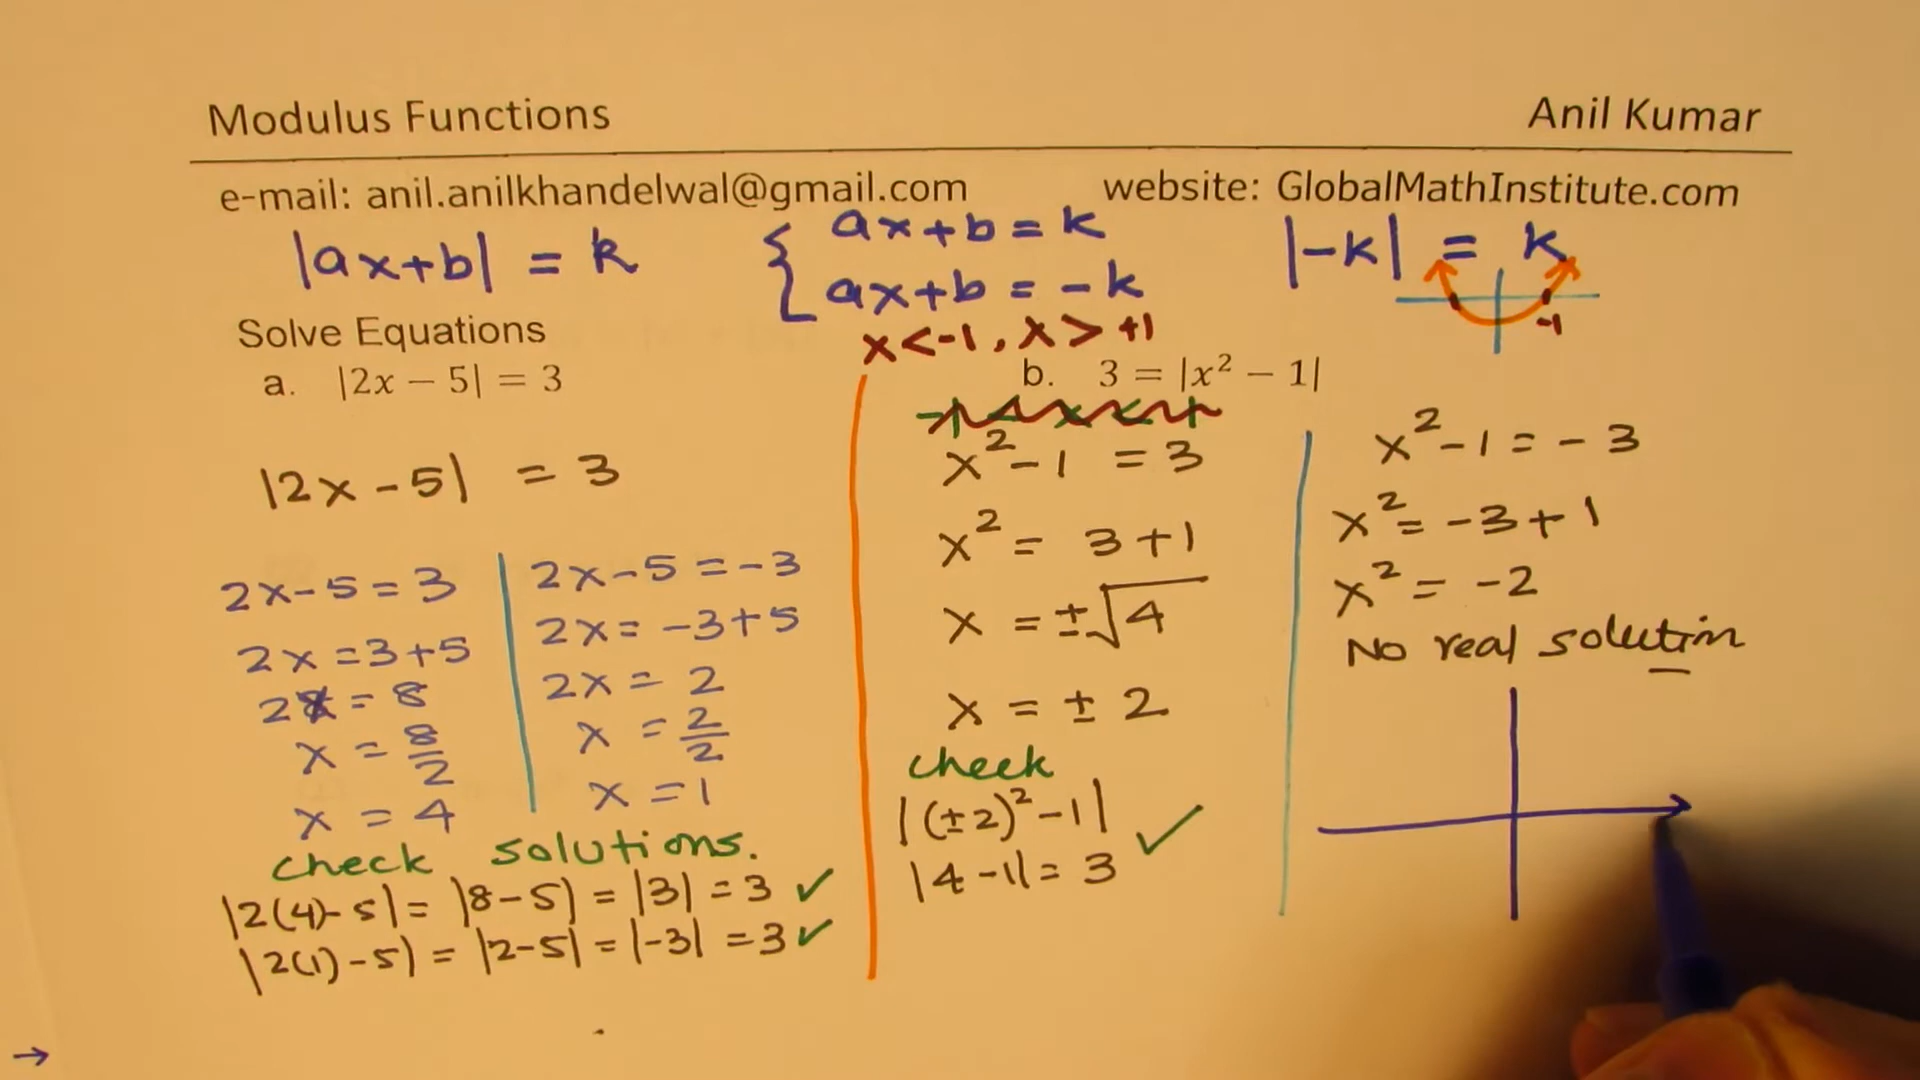 Modulus Functions Anil Kumar
e-mail: anil.anilkhandelwal@gmail.com website: GlobalMathInstitute.com
|ax+b| = k
{ ax+b = k
ax+b = -k
|-k| = k
-1
Solve Equations
x<-1, x>+1
a. |2x − 5| = 3
b. 3 = |x² − 1|
|2x-5| = 3
2x-5=3
2x=3+5
2x=8
x=8/2
x=4
2x-5=-3
2x=-3+5
2x=2
x=2/2
x=1
check solutions.
|2(4)-5|= |8-5| = |3| =3 ✓
|2(1)-5| = |2-5| = |-3| =3 ✓
x²-1 =3
x² = 3+1
x = ±√4
x = ± 2
check
|(±2)²-1|
|4-1|= 3 ✓
x²-1=-3
x²=-3+1
x²=-2
No real solution
→